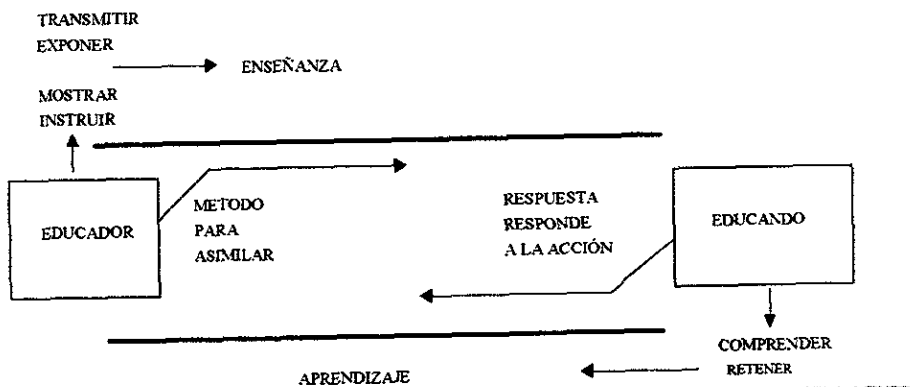 TRANSMITIR
EXPONER
ENSEÑANZA
MOSTRAR
INSTRUIR
EDUCADOR
METODO
PARA
ASIMILAR
RESPUESTA
RESPONDE
A LA ACCIÓN
EDUCANDO
COMPRENDER
RETENER
APRENDIZAJE